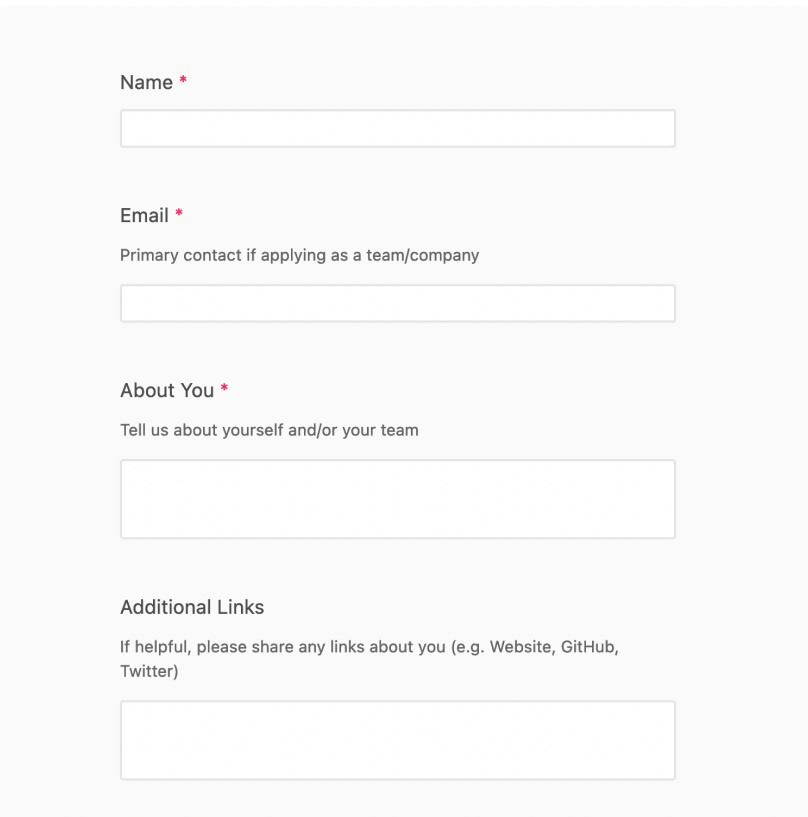 Name *
Email *
Primary contact if applying as a team/company
About You *
Tell us about yourself and/or your team
Additional Links
If helpful, please share any links about you (e.g. Website, GitHub,
Twitter)